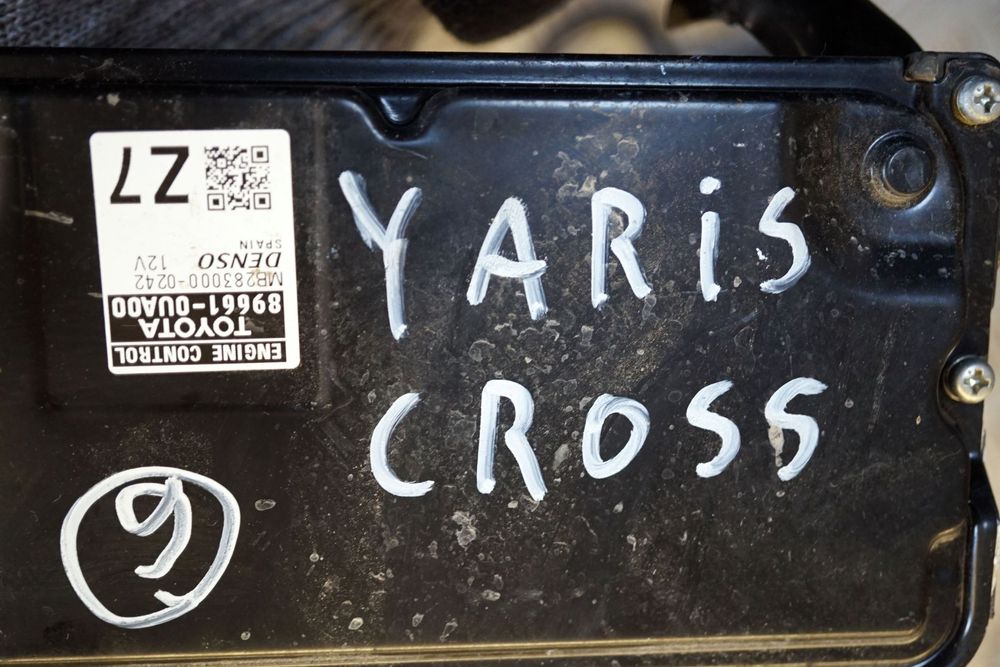 ENGINE CONTROL
TOYOTA
89661-0UA00
MB283000-0242
DENSO 12V
SPAIN
Z7
YARiS
CROSS
9.